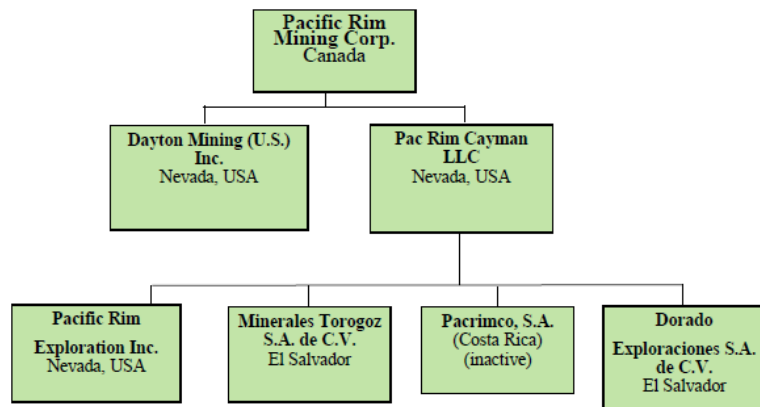 Pacific Rim
Mining Corp.
Canada
Dayton Mining (U.S.)
Inc.
Nevada, USA
Pac Rim Cayman
LLC
Nevada, USA
Pacific Rim
Exploration Inc.
Nevada, USA
Minerales Torogoz
S.A. de C.V.
El Salvador
Pacrimco, S.A.
(Costa Rica)
(inactive)
Dorado
Exploraciones S.A.
de C.V.
El Salvador